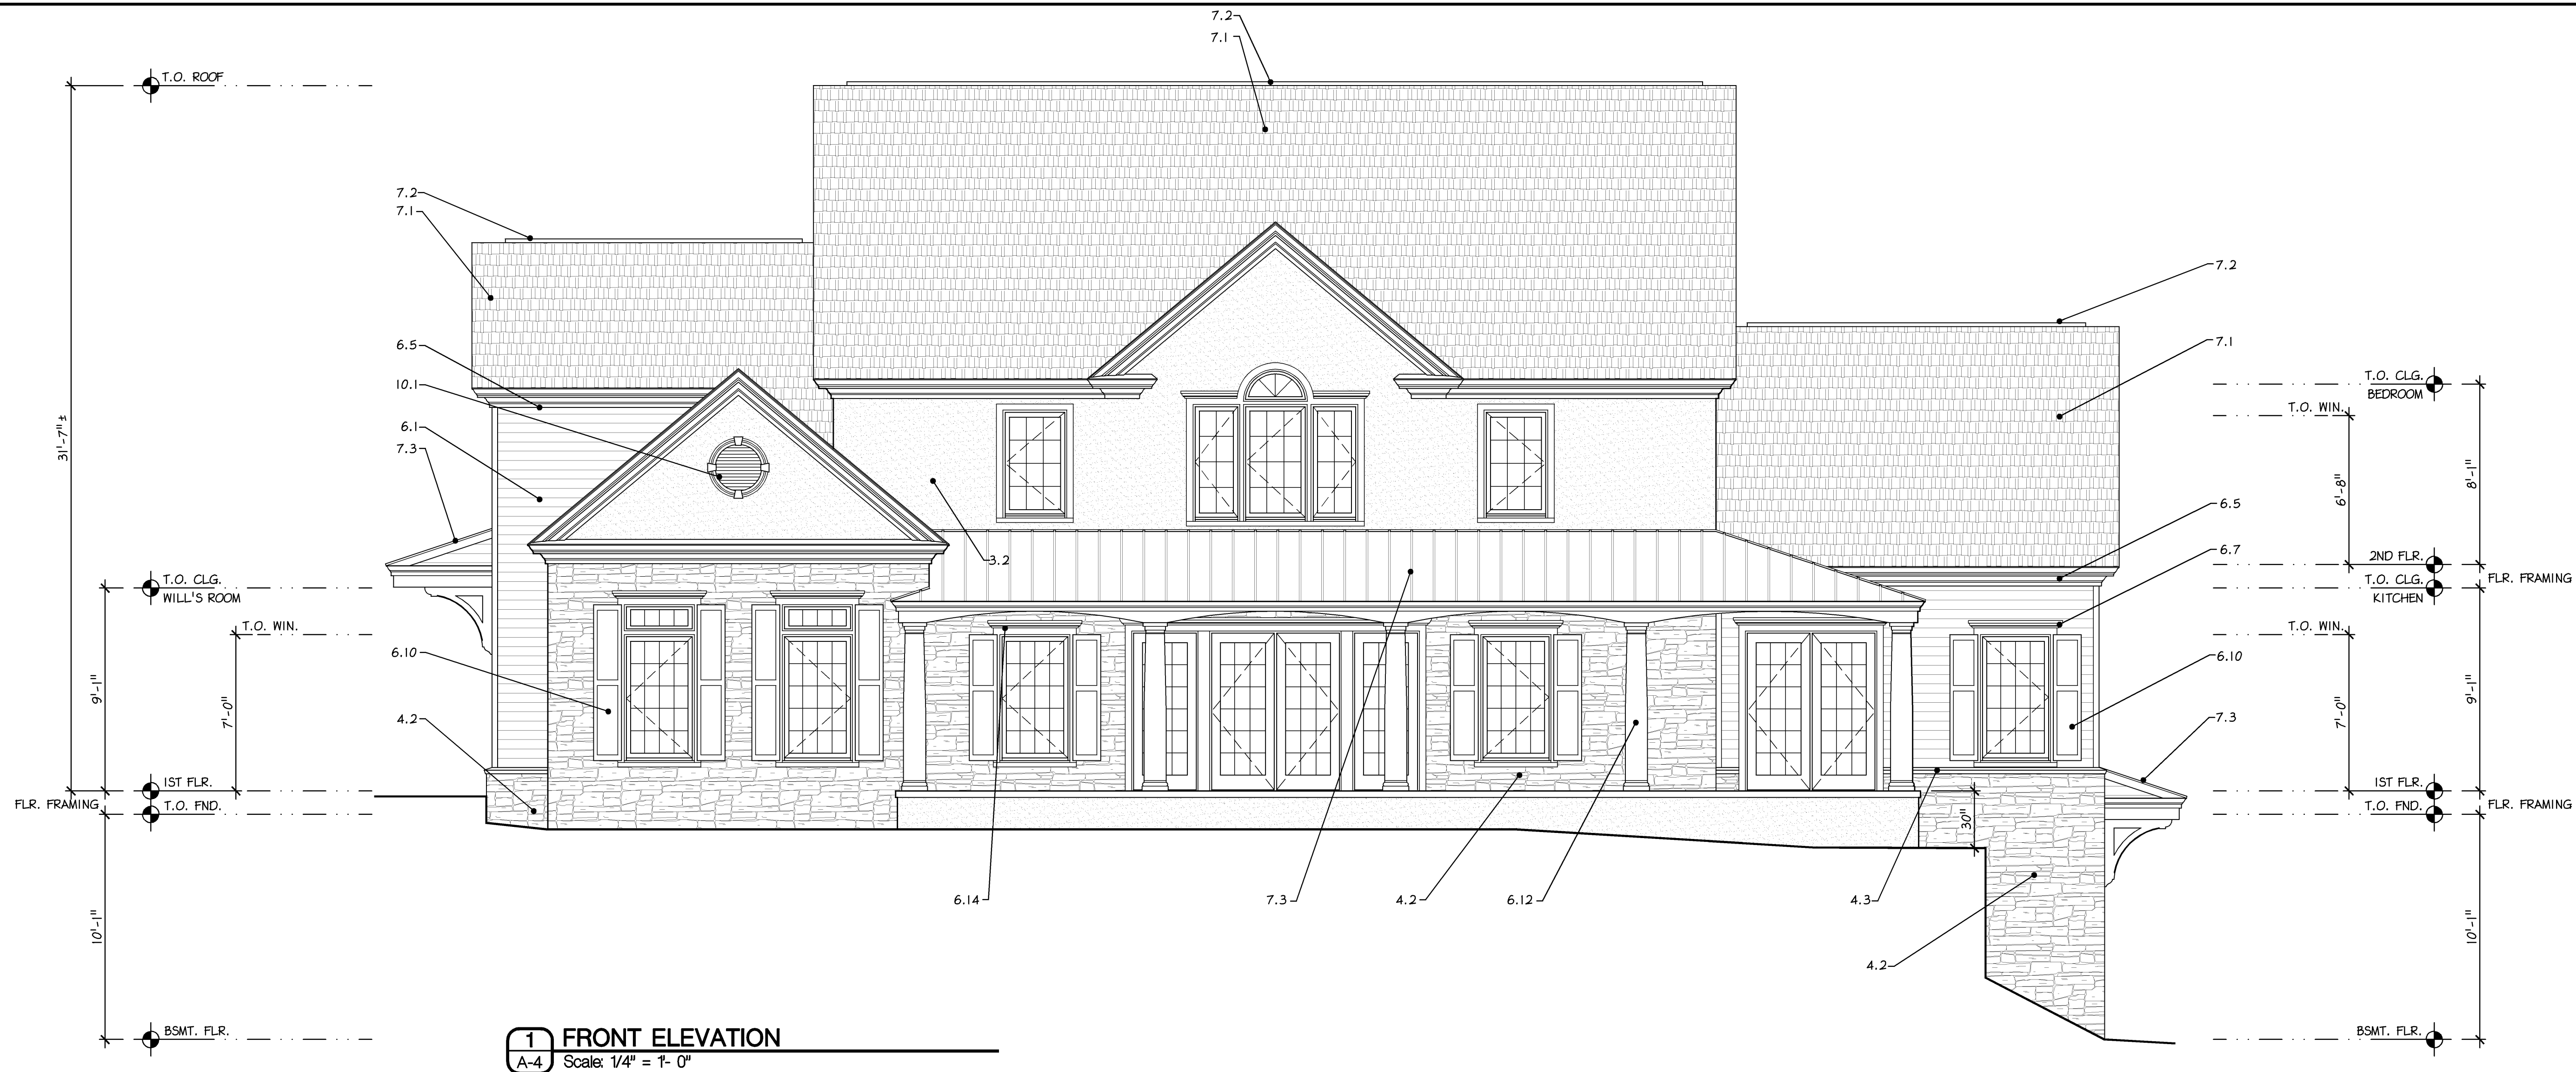 7.2
7.1
T.O. ROOF
31'-7" ±
7.2
7.1
6.5
10.1
6.1
7.3
T.O. CLG.
WILL'S ROOM
T.O. WIN.
6.10
9'-1"
7'-0"
4.2
1ST FLR.
FLR. FRAMING
T.O. FND.
10'-1"
BSMT. FLR.
3.2
6.14
7.3
4.2
6.12
4.3
30"
4.2
7.2
7.1
T.O. CLG.
BEDROOM
T.O. WIN.
6'-8"
8'-1"
6.5
6.7
2ND FLR.
FLR. FRAMING
T.O. CLG.
KITCHEN
T.O. WIN.
6.10
7'-0"
9'-1"
7.3
1ST FLR.
T.O. FND.
FLR. FRAMING
10'-1"
BSMT. FLR.
1
A-4
FRONT ELEVATION
Scale: 1/4" = 1'- 0"